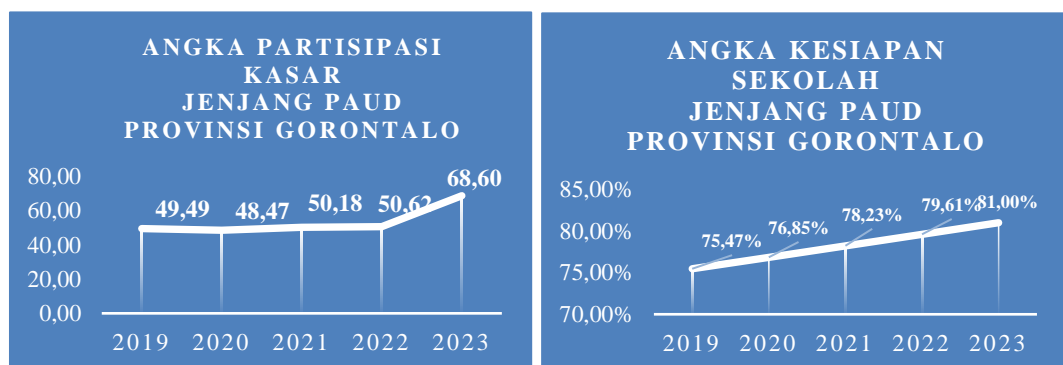 ANGKA PARTISIPASI
KASAR
JENJANG PAUD
PROVINSI GORONTALO
80,00
60,00
40,00
20,00
0,00
49,49
48,47
50,18
50,62
68,60
2019 2020 2021 2022 2023
ANGKA KESIAPAN
SEKOLAH
JENJANG PAUD
PROVINSI GORONTALO
85,00%
80,00%
75,00%
70,00%
75,47%
76,85%
78,23%
79,61%
81,00%
2019 2020 2021 2022 2023